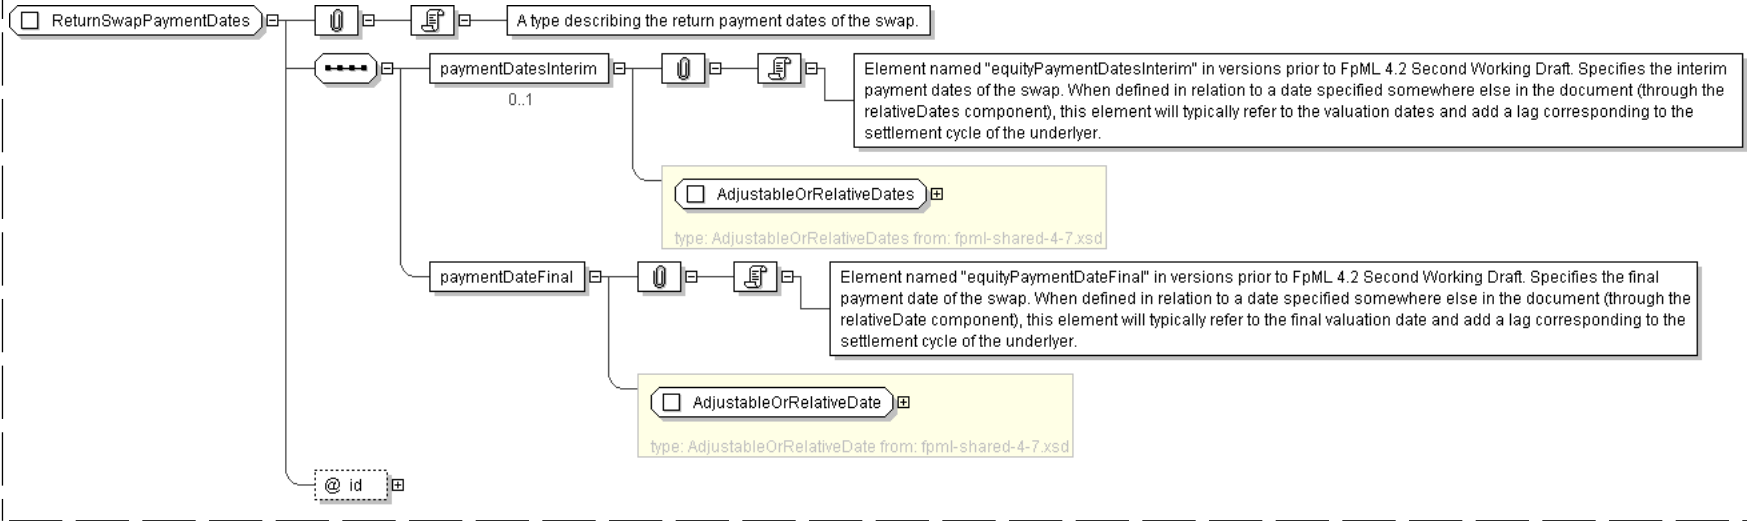 ReturnSwapPaymentDates
A type describing the return payment dates of the swap.
paymentDatesInterim
0..1
Element named "equityPaymentDatesInterim" in versions prior to FpML 4.2 Second Working Draft. Specifies the interim
payment dates of the swap. When defined in relation to a date specified somewhere else in the document (through the
relativeDates component), this element will typically refer to the valuation dates and add a lag corresponding to the
settlement cycle of the underlyer.
AdjustableOrRelativeDates
type: AdjustableOrRelativeDates from: fpml-shared-4-7.xsd
paymentDateFinal
Element named "equityPaymentDateFinal" in versions prior to FpML 4.2 Second Working Draft. Specifies the final
payment date of the swap. When defined in relation to a date specified somewhere else in the document (through the
relativeDate component), this element will typically refer to the final valuation date and add a lag corresponding to the
settlement cycle of the underlyer.
AdjustableOrRelativeDate
type: AdjustableOrRelativeDate from: fpml-shared-4-7.xsd
@ id